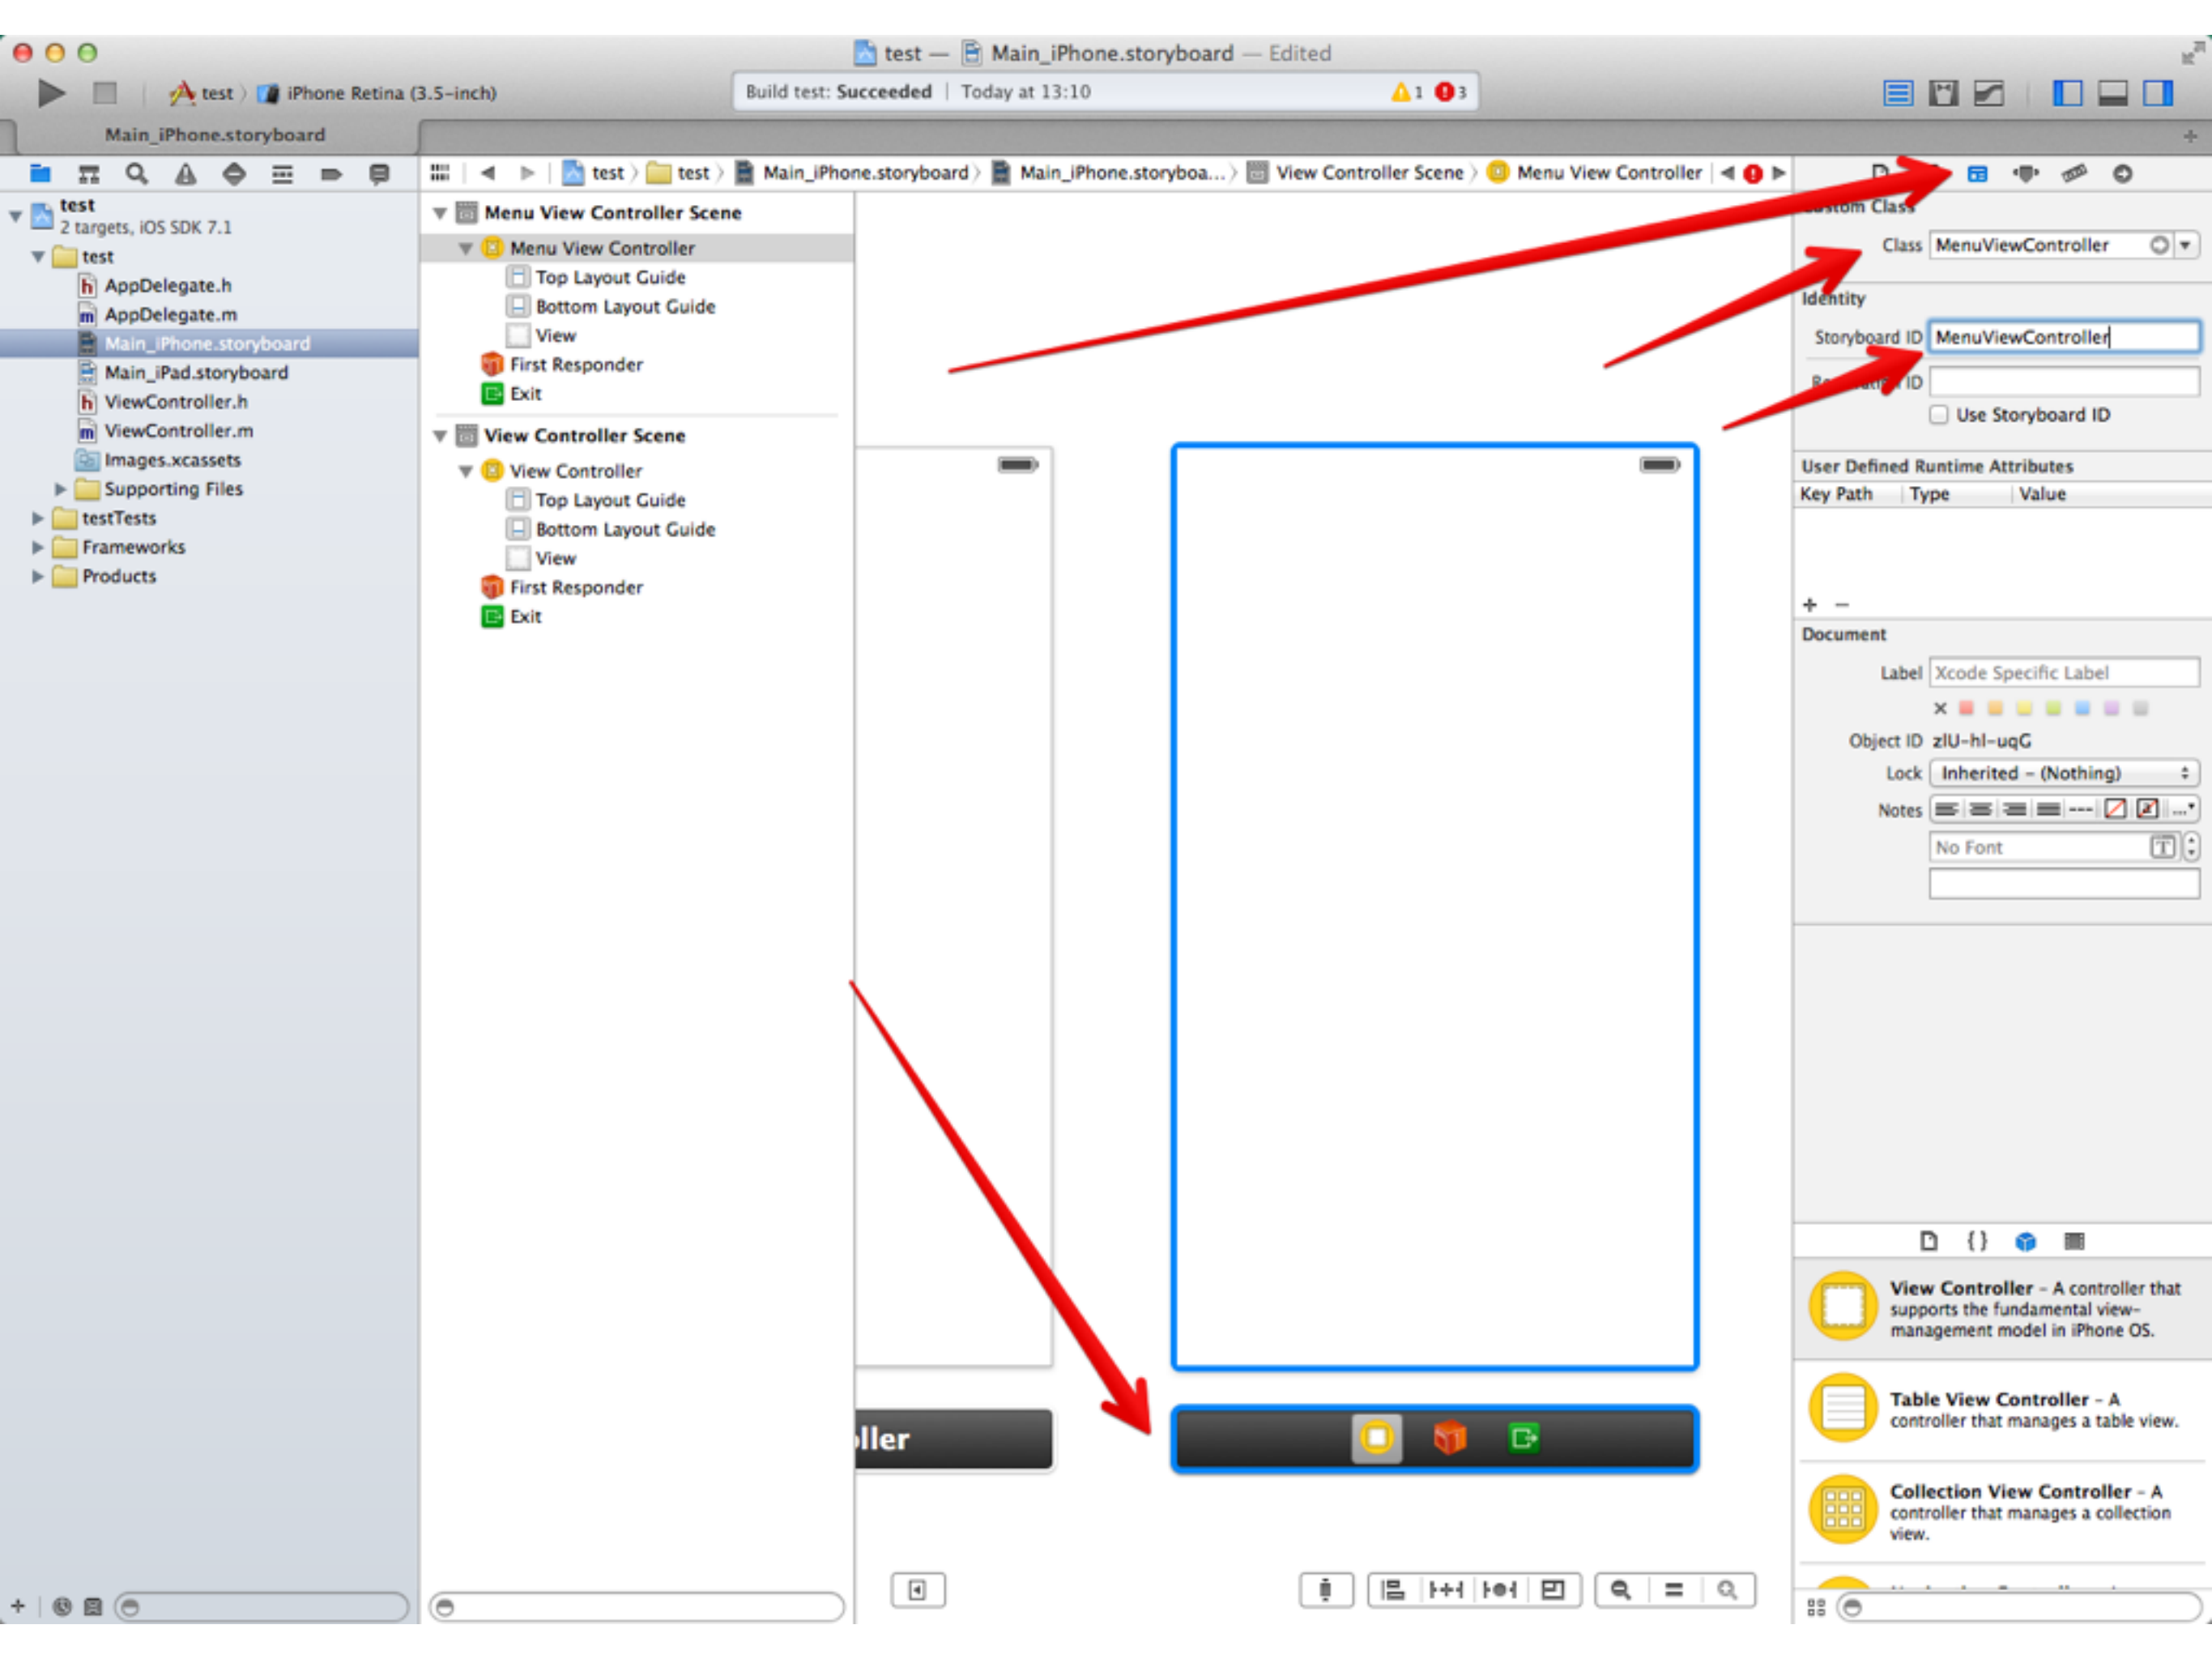 test — Main_iPhone.storyboard — Edited
test iPhone Retina (3.5-inch)
Build test: Succeeded | Today at 13:10
1 3
Main_iPhone.storyboard
test test Main_iPhone.storyboard Main_iPhone.storyboa... View Controller Scene Menu View Controller
test
2 targets, iOS SDK 7.1
test
AppDelegate.h
AppDelegate.m
Main_iPhone.storyboard
Main_iPad.storyboard
ViewController.h
ViewController.m
Images.xcassets
Supporting Files
testTests
Frameworks
Products
Menu View Controller Scene
Menu View Controller
Top Layout Guide
Bottom Layout Guide
View
First Responder
Exit
View Controller Scene
View Controller
Top Layout Guide
Bottom Layout Guide
View
First Responder
Exit
oller
Custom Class
Class MenuViewController
Identity
Storyboard ID MenuViewController
ID
Use Storyboard ID
User Defined Runtime Attributes
Key Path Type Value
Document
Label Xcode Specific Label
Object ID zlU-hl-uqG
Lock Inherited - (Nothing)
Notes
No Font
View Controller - A controller that
supports the fundamental view-
management model in iPhone OS.
Table View Controller - A
controller that manages a table view.
Collection View Controller - A
controller that manages a collection
view.